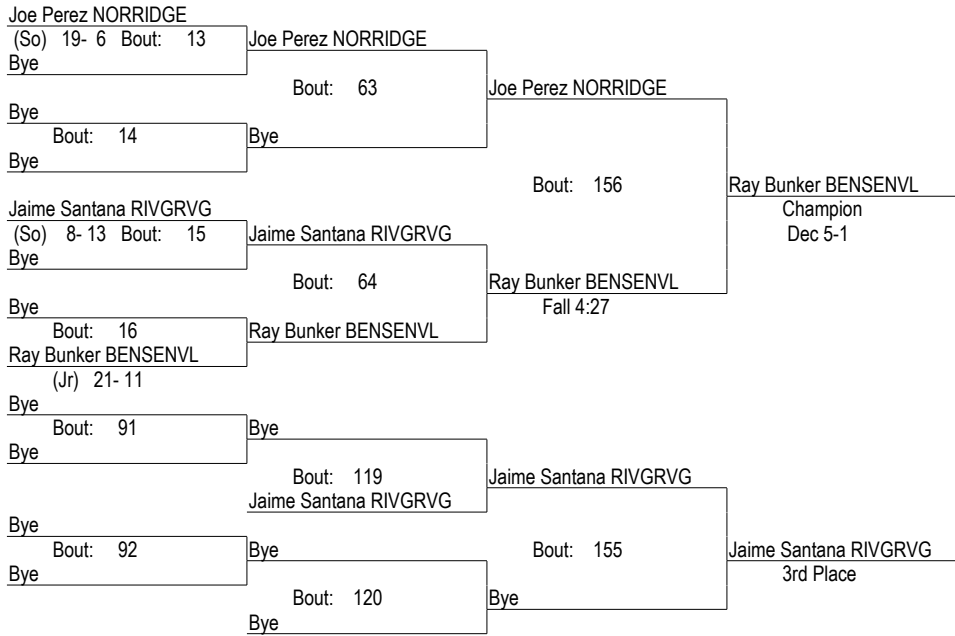 Joe Perez NORRIDGE
(So) 19- 6 Bout: 13 Joe Perez NORRIDGE
Bye
Bout: 63 Joe Perez NORRIDGE
Bye
Bout: 14 Bye
Bye
Bout: 156 Ray Bunker BENSENVL
Jaime Santana RIVGRVG Champion
(So) 8- 13 Bout: 15 Jaime Santana RIVGRVG Dec 5-1
Bye
Bout: 64 Ray Bunker BENSENVL
Bye Fall 4:27
Bout: 16 Ray Bunker BENSENVL
Ray Bunker BENSENVL
(Jr) 21- 11
Bye
Bout: 91 Bye
Bye
Bout: 119 Jaime Santana RIVGRVG
Jaime Santana RIVGRVG
Bye
Bout: 92 Bye Bout: 155 Jaime Santana RIVGRVG
Bye 3rd Place
Bout: 120 Bye
Bye